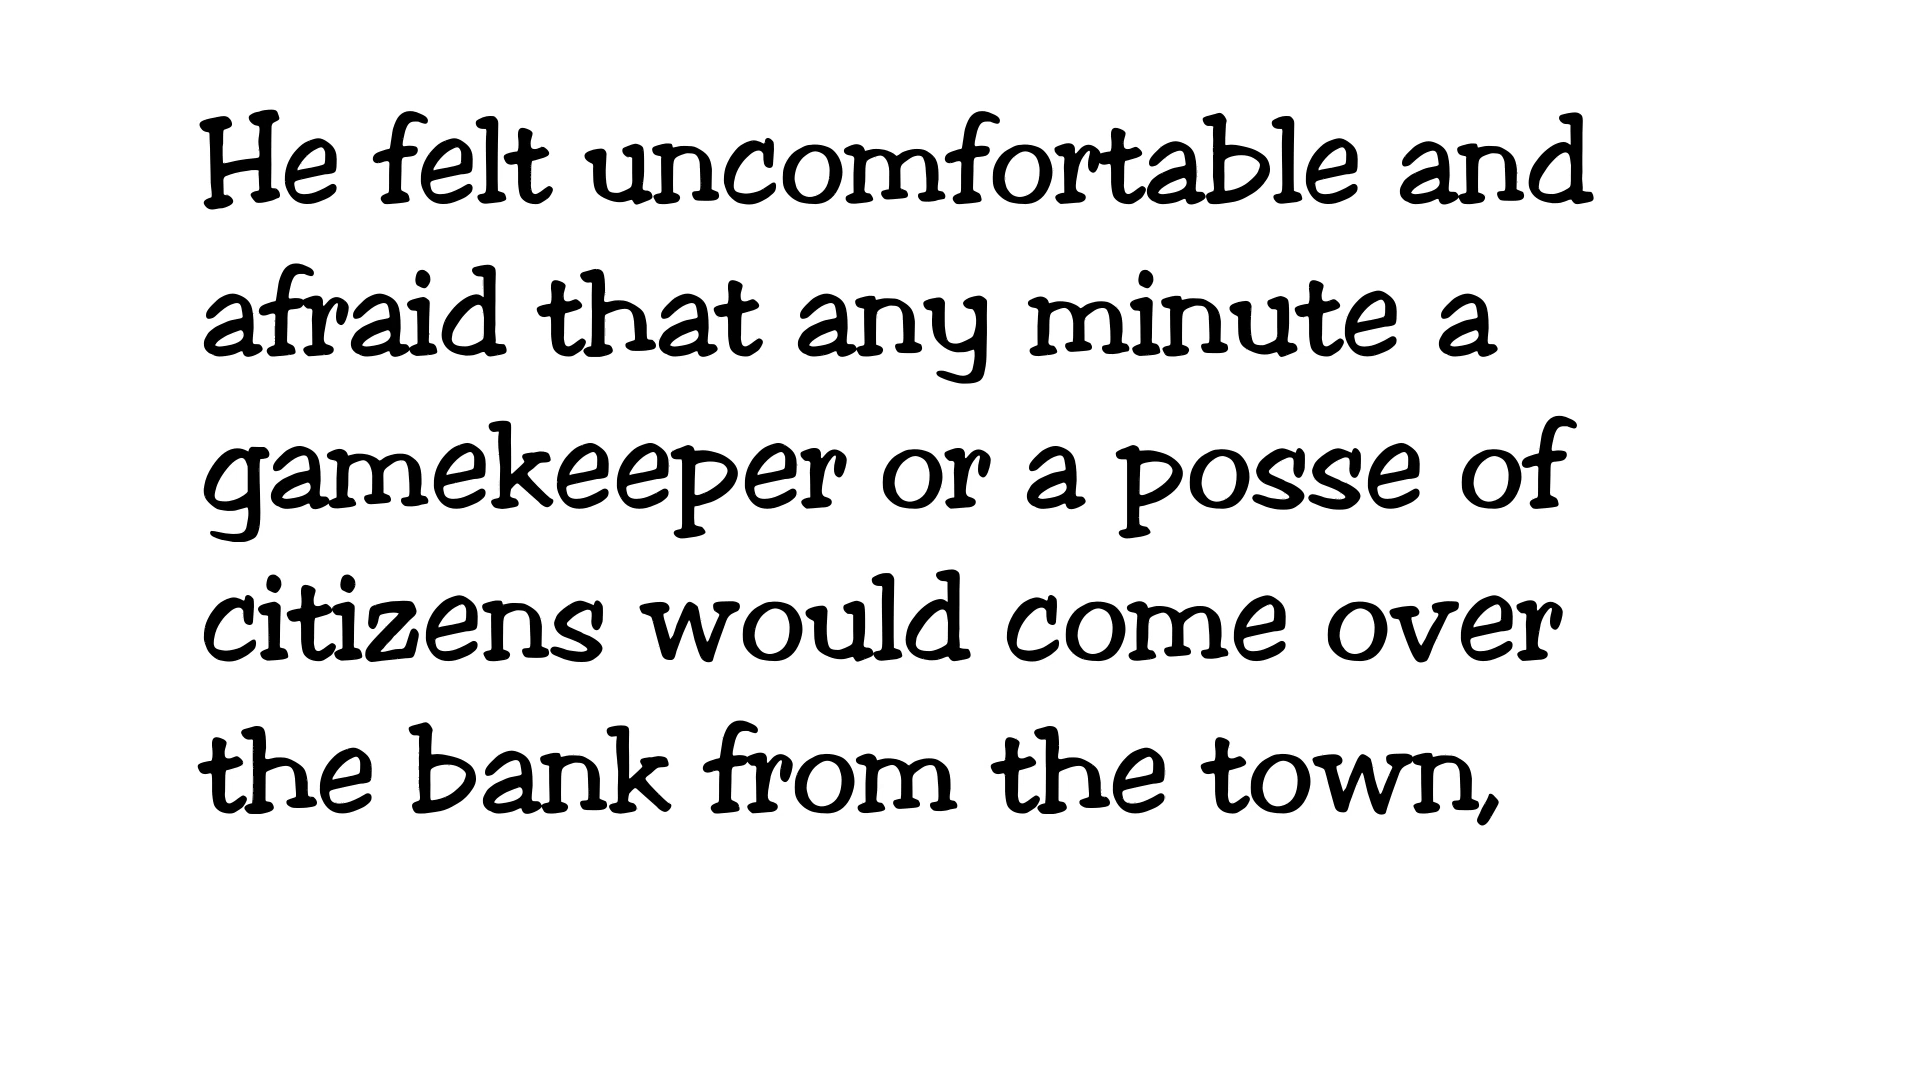 He felt uncomfortable and
afraid that any minute a
gamekeeper or a posse of
citizens would come over
the bank from the town,